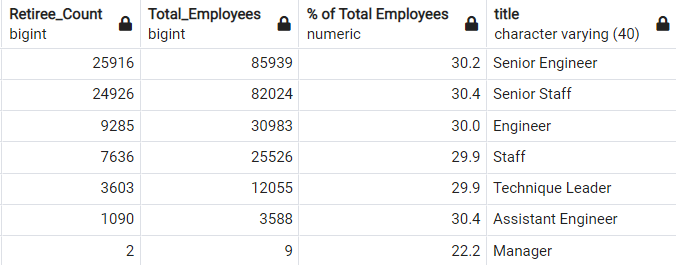 Retiree_Count Total_Employees % of Total Employees title
bigint bigint numeric character varying (40)
25916 85939 30.2 Senior Engineer
24926 82024 30.4 Senior Staff
9285 30983 30.0 Engineer
7636 25526 29.9 Staff
3603 12055 29.9 Technique Leader
1090 3588 30.4 Assistant Engineer
2 9 22.2 Manager